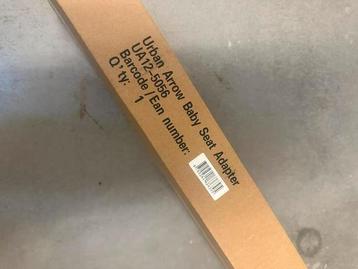 Urban Arrow Baby Seat Adapter
UA12-5056
Barcode / Ean number:
Q'ty: 1